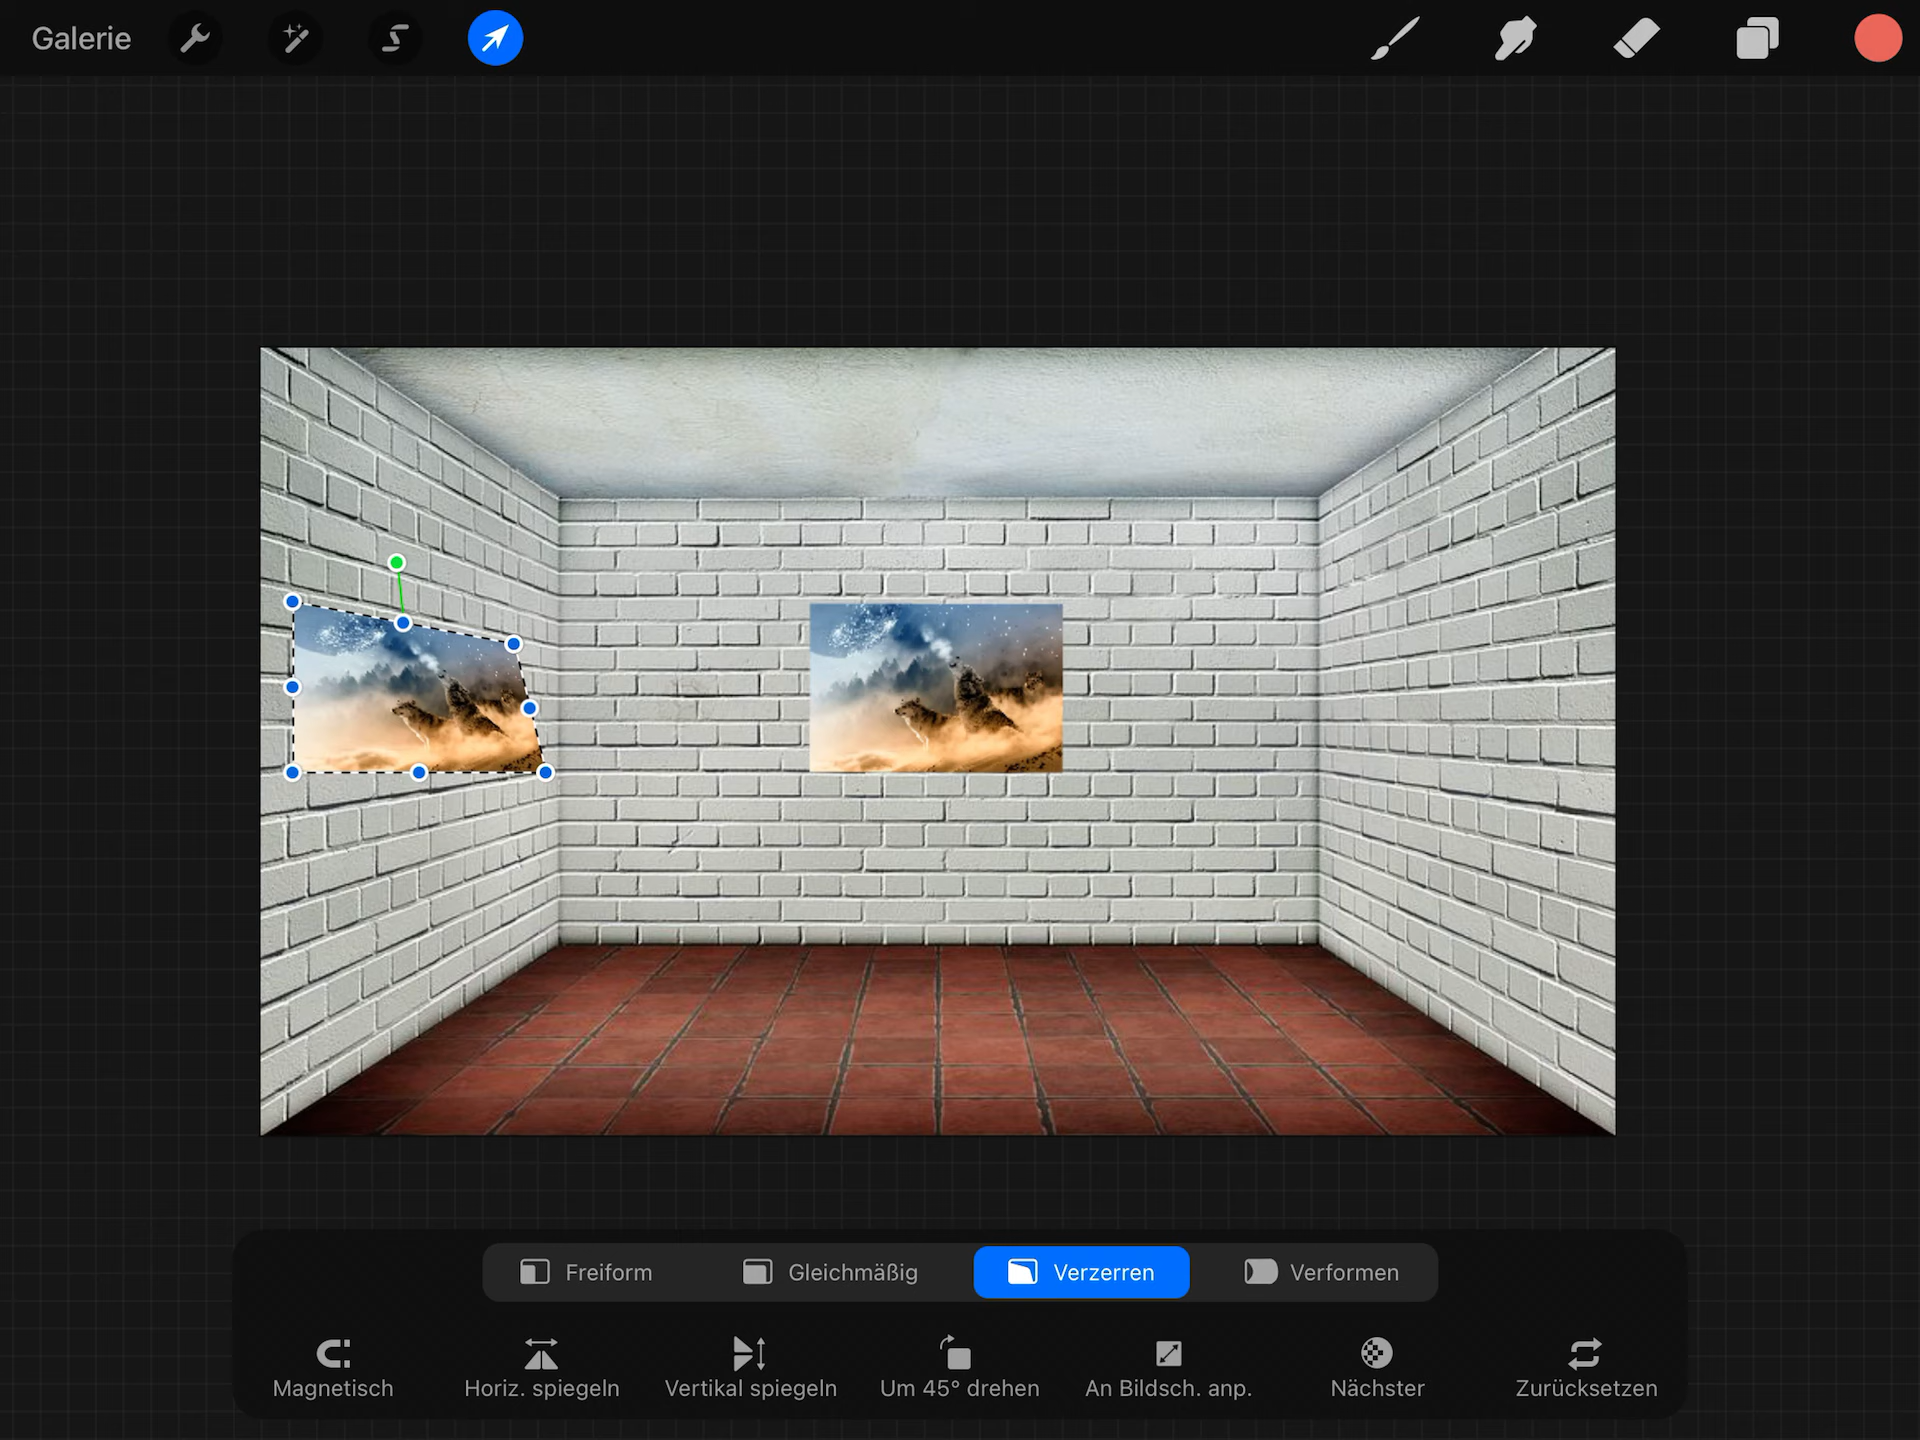 Galerie
Freiform Gleichmäßig Verzerren Verformen
Magnetisch Horiz. spiegeln Vertikal spiegeln Um 45° drehen An Bildsch. anp. Nächster Zurücksetzen